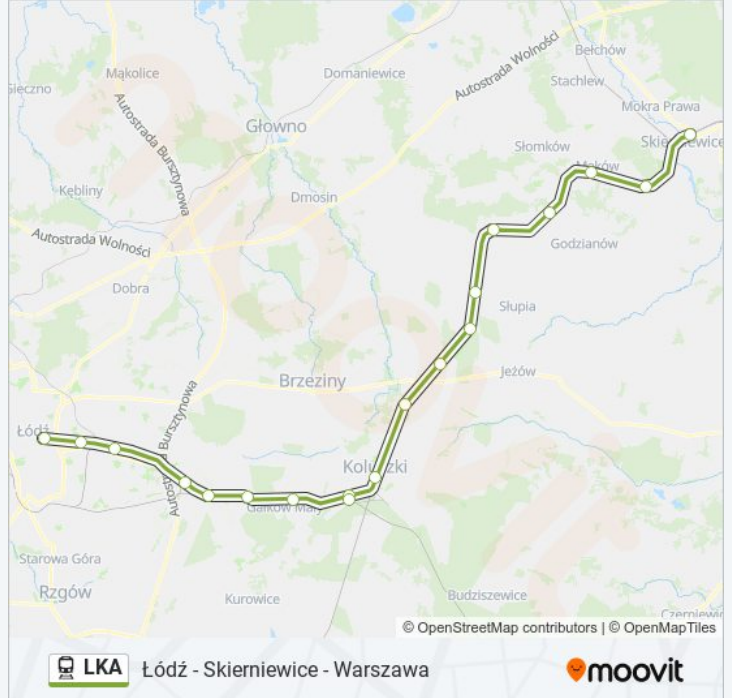 Mąkolice
Domaniewice
Bełchów
Stachlew
Autostrada Wolności
Mokra Prawa
Głowno
Autostrada Bursztynowa
Słomków
Kębliny
Dmosin
Autostrada Wolności
Godzianów
Dobra
Słupia
Brzeziny
Jeżów
Łódź
Koluszki
Starowa Góra
Rzgów
Kurowice
Budziszewice
© OpenStreetMap contributors | © OpenMapTiles
LKA Łódź - Skierniewice - Warszawa
moovit